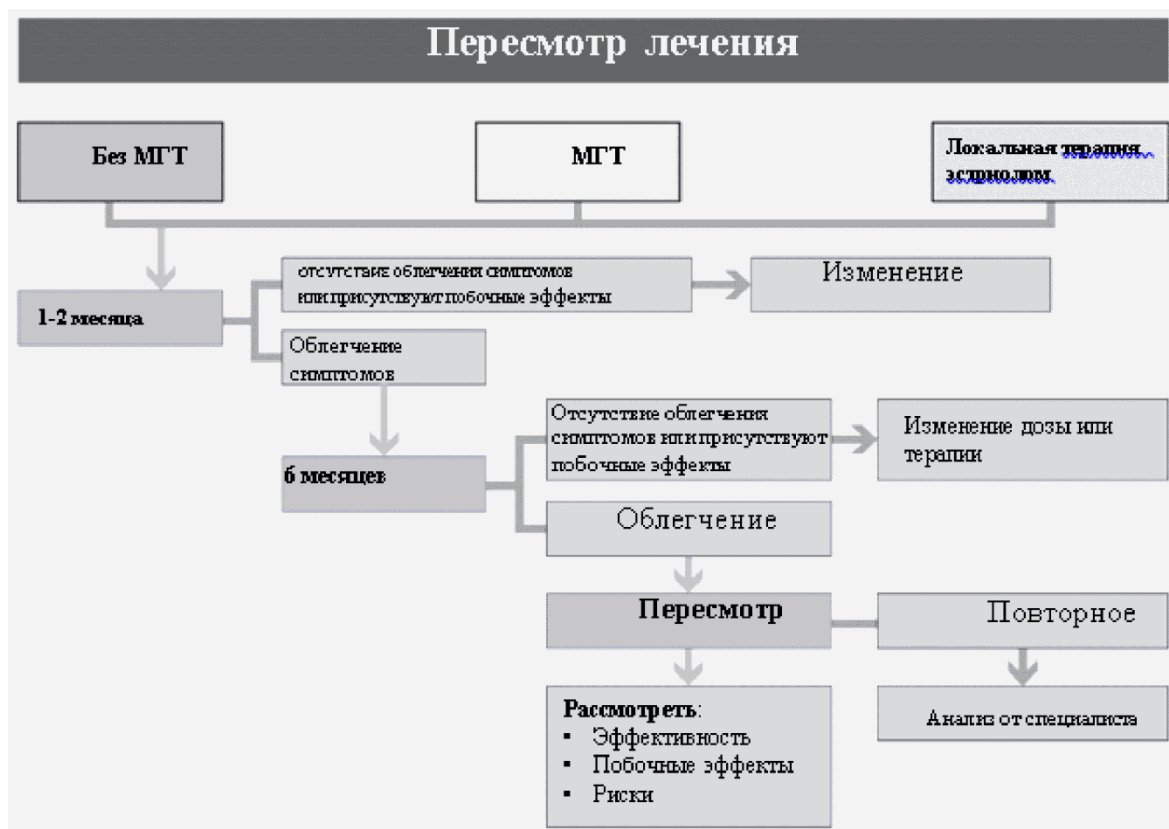 Пересмотр лечения
Без МГТ
МГТ
Локальная терапия
эстриолом
1-2 месяца
отсутствие облегчения симптомов
или присутствуют побочные эффекты
Изменение
Облегчение
симптомов
6 месяцев
Отсутствие облегчения
симптомов или присутствуют
побочные эффекты
Изменение дозы или
терапии
Облегчение
Пересмотр
Повторное
Рассмотреть:
▪ Эффективность
▪ Побочные эффекты
▪ Риски
Анализ от специалиста